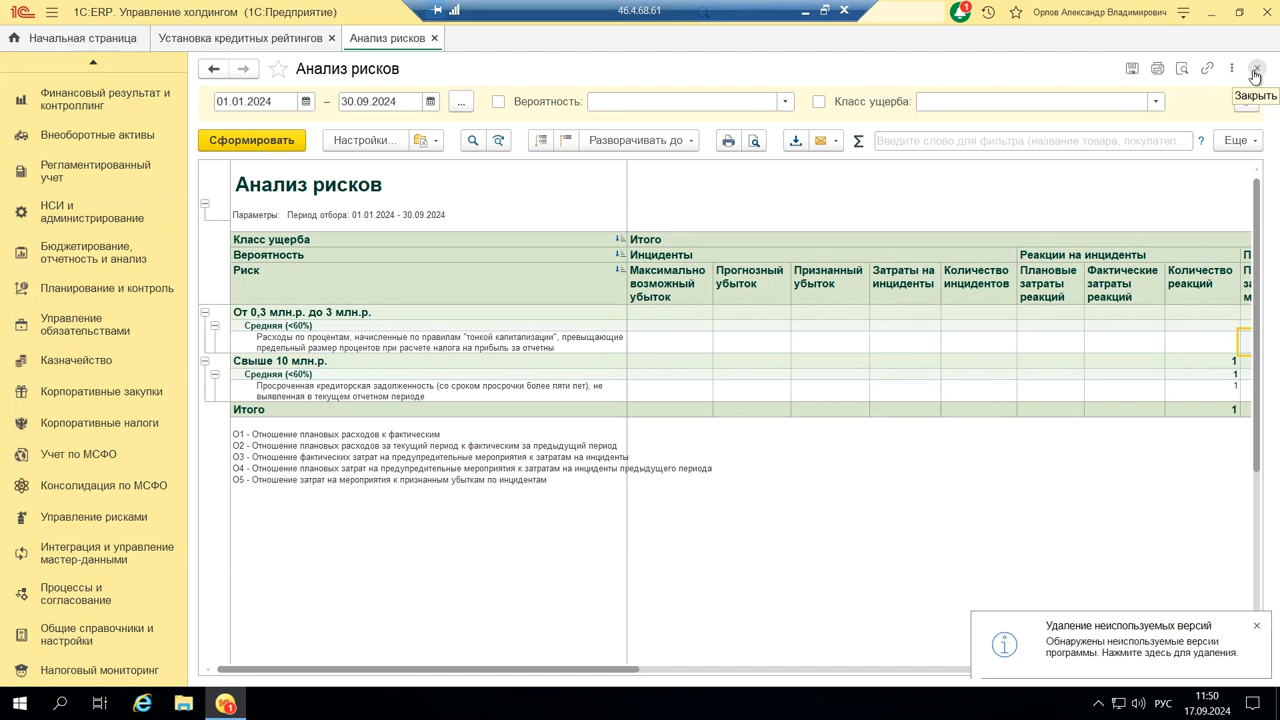 1С:ERP. Управление холдингом (1С:Предприятие)
46.4.68.61
1
Орлов Александр Владимирович
Начальная страница
Установка кредитных рейтингов ×
Анализ рисков ×
Финансовый результат и
контроллинг
Внеоборотные активы
Регламентированный
учет
НСИ и
администрирование
Бюджетирование,
отчетность и анализ
Планирование и контроль
Управление
обязательствами
Казначейство
Корпоративные закупки
Корпоративные налоги
Учет по МСФО
Консолидация по МСФО
Управление рисками
Интеграция и управление
мастер-данными
Процессы и
согласование
Общие справочники и
настройки
Налоговый мониторинг
Анализ рисков
Закрыть
01.01.2024 – 30.09.2024 ... Вероятность: Класс ущерба:
Сформировать Настройки... Разворачивать до Σ Введите слово для фильтра (название товара, покупател... ? Еще
Анализ рисков
Параметры: Период отбора: 01.01.2024 - 30.09.2024
Класс ущерба Итого
Вероятность Инциденты Реакции на инциденты
Риск
Максимально
возможный
убыток
Прогнозный
убыток
Признанный
убыток
Затраты на
инциденты
Количество
инцидентов
Плановые
затраты
реакций
Фактические
затраты
реакций
Количество
реакций
От 0,3 млн.р. до 3 млн.р.
Средняя (<60%)
Расходы по процентам, начисленные по правилам "тонкой капитализации", превыщающие
предельный размер процентов при расчете налога на прибыль за отчетны
Свыше 10 млн.р. 1
Средняя (<60%) 1
Просроченная кредиторская задолженность (со сроком просрочки более пяти лет), не 1
выявленная в текущем отчетном периоде
Итого 1
О1 - Отношение плановых расходов к фактическим
О2 - Отношение плановых расходов за текущий период к фактическим за предыдущий период
О3 - Отношение фактических затрат на предупредительные мероприятия к затратам на инциденты
О4 - Отношение плановых затрат на предупредительные мероприятия к затратам на инциденты предыдущего периода
О5 - Отношение затрат на мероприятия к признанным убыткам по инцидентам
Удаление неиспользуемых версий
Обнаружены неиспользуемые версии
программы. Нажмите здесь для удаления.
РУС
11:50
17.09.2024